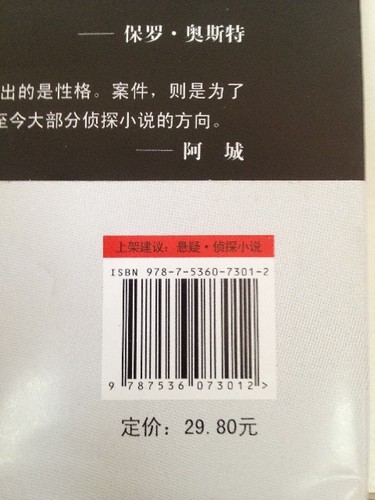 —— 保罗·奥斯特
出的是性格。案件，则是为了
至今大部分侦探小说的方向。
—— 阿 城
上架建议：悬疑·侦探小说
ISBN 978-7-5360-7301-2
9 787536 073012 >
定价：29.80元